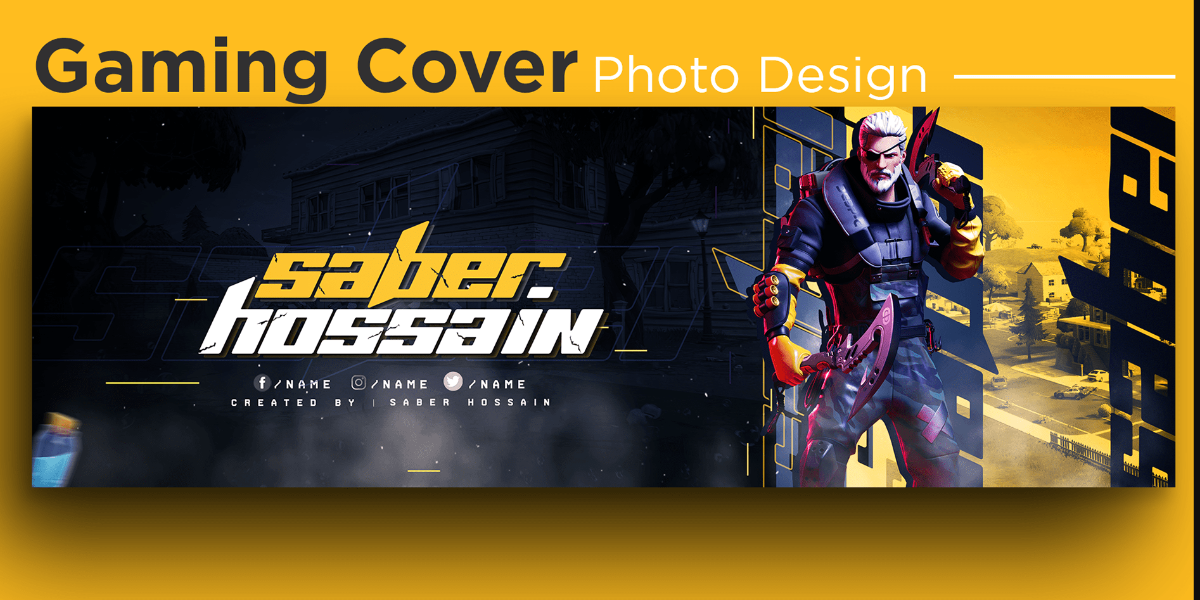 Gaming Cover Photo Design
saber
hossain
/NAME /NAME /NAME
CREATED BY | SABER HOSSAIN